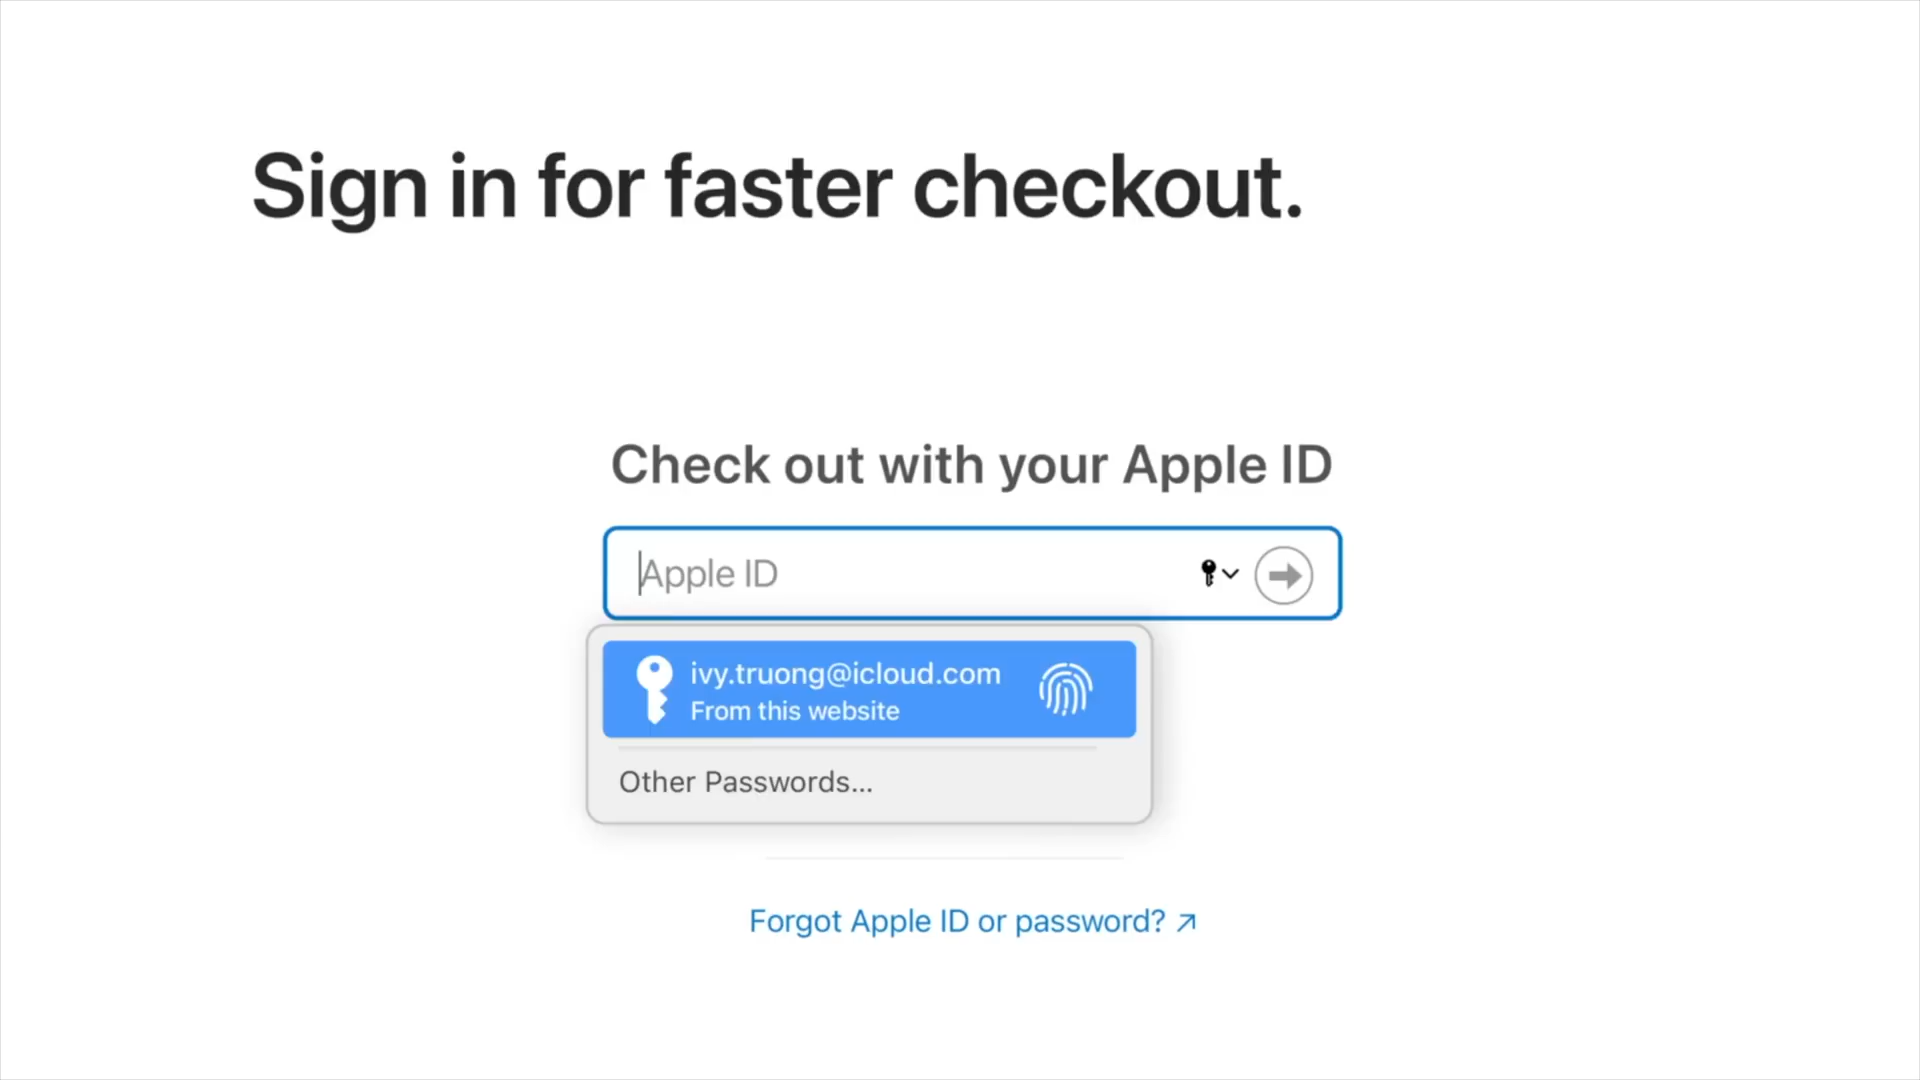 Sign in for faster checkout.
Check out with your Apple ID
Apple ID
ivy.truong@icloud.com
From this website
Other Passwords...
Forgot Apple ID or password? ↗